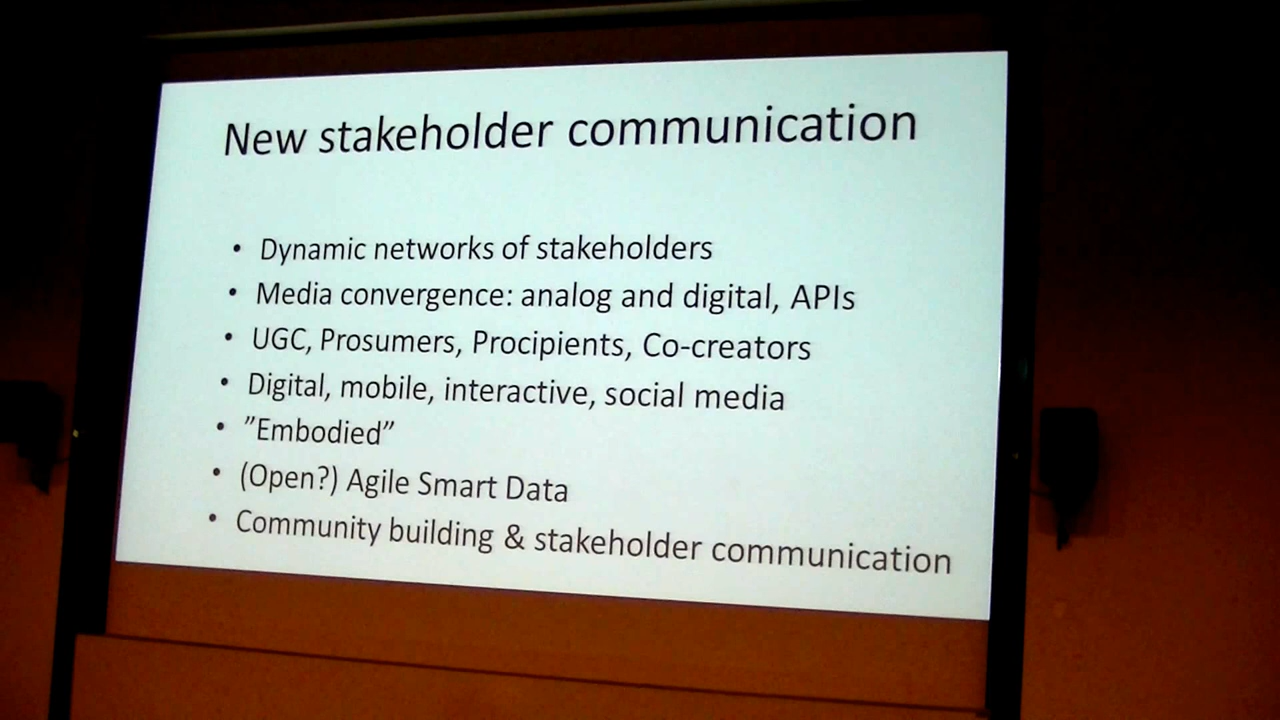 New stakeholder communication
• Dynamic networks of stakeholders
• Media convergence: analog and digital, APIs
• UGC, Prosumers, Procipients, Co-creators
• Digital, mobile, interactive, social media
• ”Embodied”
• (Open?) Agile Smart Data
• Community building & stakeholder communication